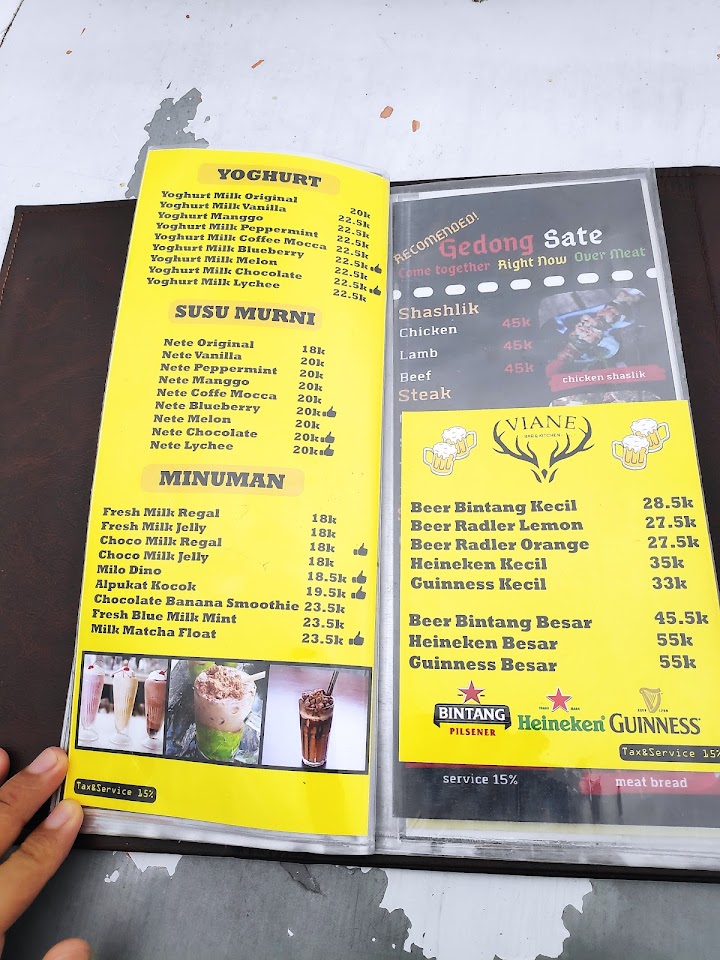 YOGHURT
Yoghurt Milk Original 20k
Yoghurt Milk Vanilla 22.5k
Yoghurt Manggo 22.5k
Yoghurt Milk Peppermint 22.5k
Yoghurt Milk Coffee Mocca 22.5k
Yoghurt Milk Blueberry 22.5k
Yoghurt Milk Melon 22.5k
Yoghurt Milk Chocolate 22.5k
Yoghurt Milk Lychee 22.5k
SUSU MURNI
Nete Original 18k
Nete Vanilla 20k
Nete Peppermint 20k
Nete Manggo 20k
Nete Coffe Mocca 20k
Nete Blueberry 20k
Nete Melon 20k
Nete Chocolate 20k
Nete Lychee 20k
MINUMAN
Fresh Milk Regal 18k
Fresh Milk Jelly 18k
Choco Milk Regal 18k
Choco Milk Jelly 18k
Milo Dino 18.5k
Alpukat Kocok 19.5k
Chocolate Banana Smoothie 23.5k
Fresh Blue Milk Mint 23.5k
Milk Matcha Float 23.5k
Tax&Service 15%
RECOMENDED!
Gedong Sate
Come together Right Now Over Meat
Shashlik
Chicken 45k
Lamb 45k
Beef 45k
chicken shaslik
Steak
VIANE
BAR & KITCHEN
Beer Bintang Kecil 28.5k
Beer Radler Lemon 27.5k
Beer Radler Orange 27.5k
Heineken Kecil 35k
Guinness Kecil 33k
Beer Bintang Besar 45.5k
Heineken Besar 55k
Guinness Besar 55k
BINTANG
PILSENER
Heineken
GUINNESS
Tax&Service 15%
service 15%
meat bread